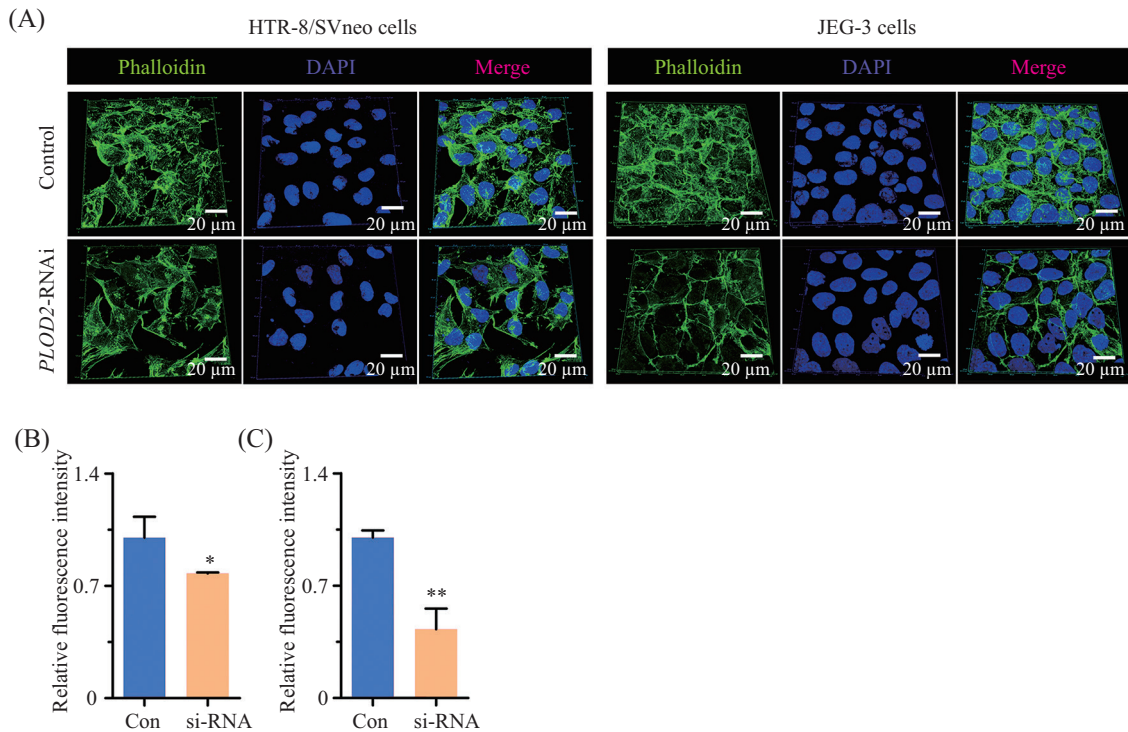 (A)
HTR-8/SVneo cells
JEG-3 cells
Phalloidin
DAPI
Merge
Phalloidin
DAPI
Merge
Control
20 µm
20 µm
20 µm
20 µm
20 µm
20 µm
PLOD2-RNAi
20 µm
20 µm
20 µm
20 µm
20 µm
20 µm
(B)
Relative fluorescence intensity
1.4
0.7
0
*
Con
si-RNA
(C)
Relative fluorescence intensity
1.4
0.7
0
**
Con
si-RNA